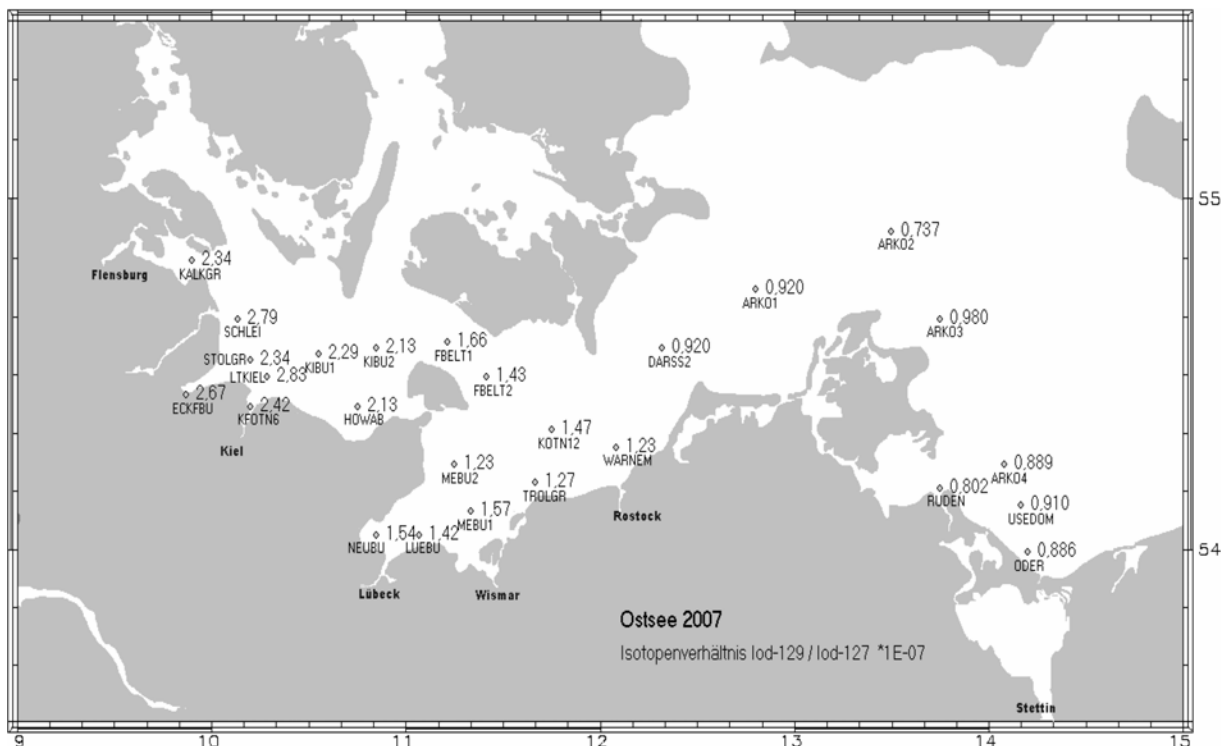 55
0,737
ARKO2
2,34
Flensburg
KALKGR
0,920
ARKO1
2,79
SCHLEI
0,980
ARKO3
1,66
FBELT1
2,13
KIBU2
0,920
DARSS2
2,29
KIBU1
STOLGR 2,34
LTKIEL 2,83
1,43
FBELT2
2,67
ECKFBU
2,42
KFOTN6
2,13
HOWAB
Kiel
1,47
KOTN12
1,23
WARNEM
1,23
MEBU2
0,889
ARKO4
1,27
TROLGR
0,802
RUDEN
0,910
USEDOM
1,57
MEBU1
Rostock
1,54
NEUBU
1,42
LUEBU
54
0,886
ODER
Lübeck
Wismar
Ostsee 2007
Isotopenverhältnis Iod-129 / Iod-127 *1E-07
Stettin
9 10 11 12 13 14 15